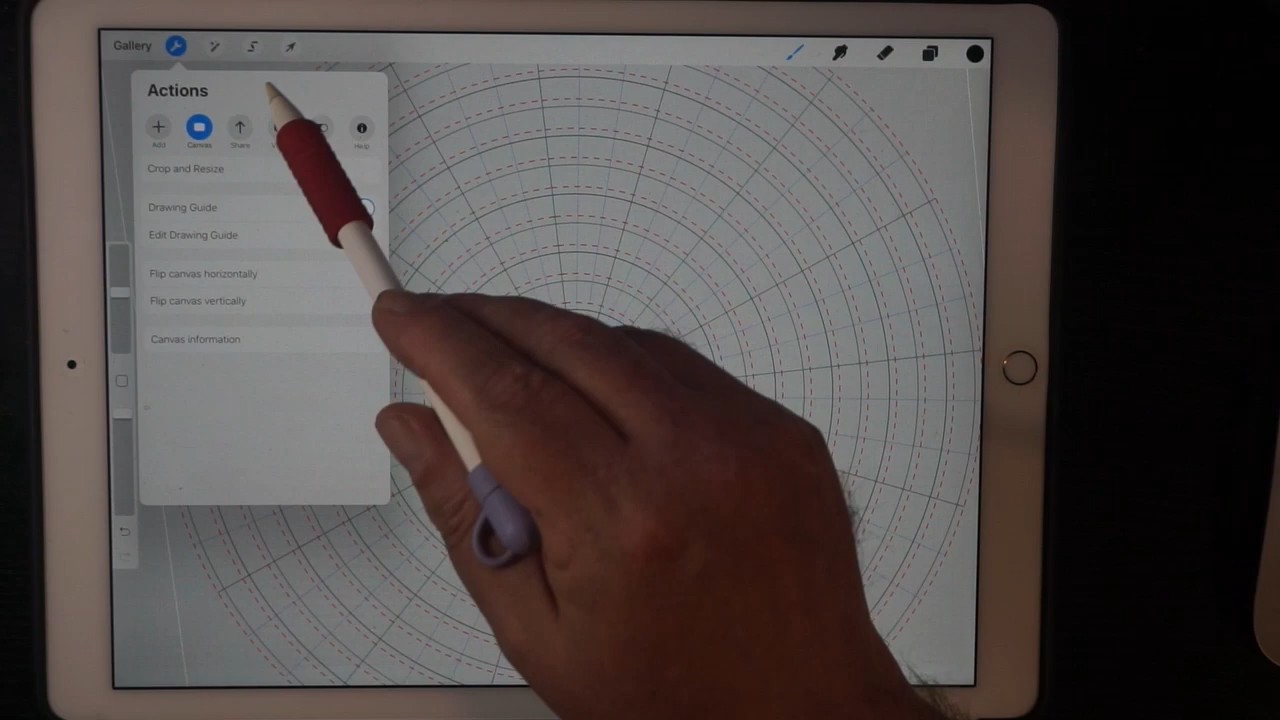 Gallery
Actions
Add Canvas Share Help
Crop and Resize
Drawing Guide
Edit Drawing Guide
Flip canvas horizontally
Flip canvas vertically
Canvas information